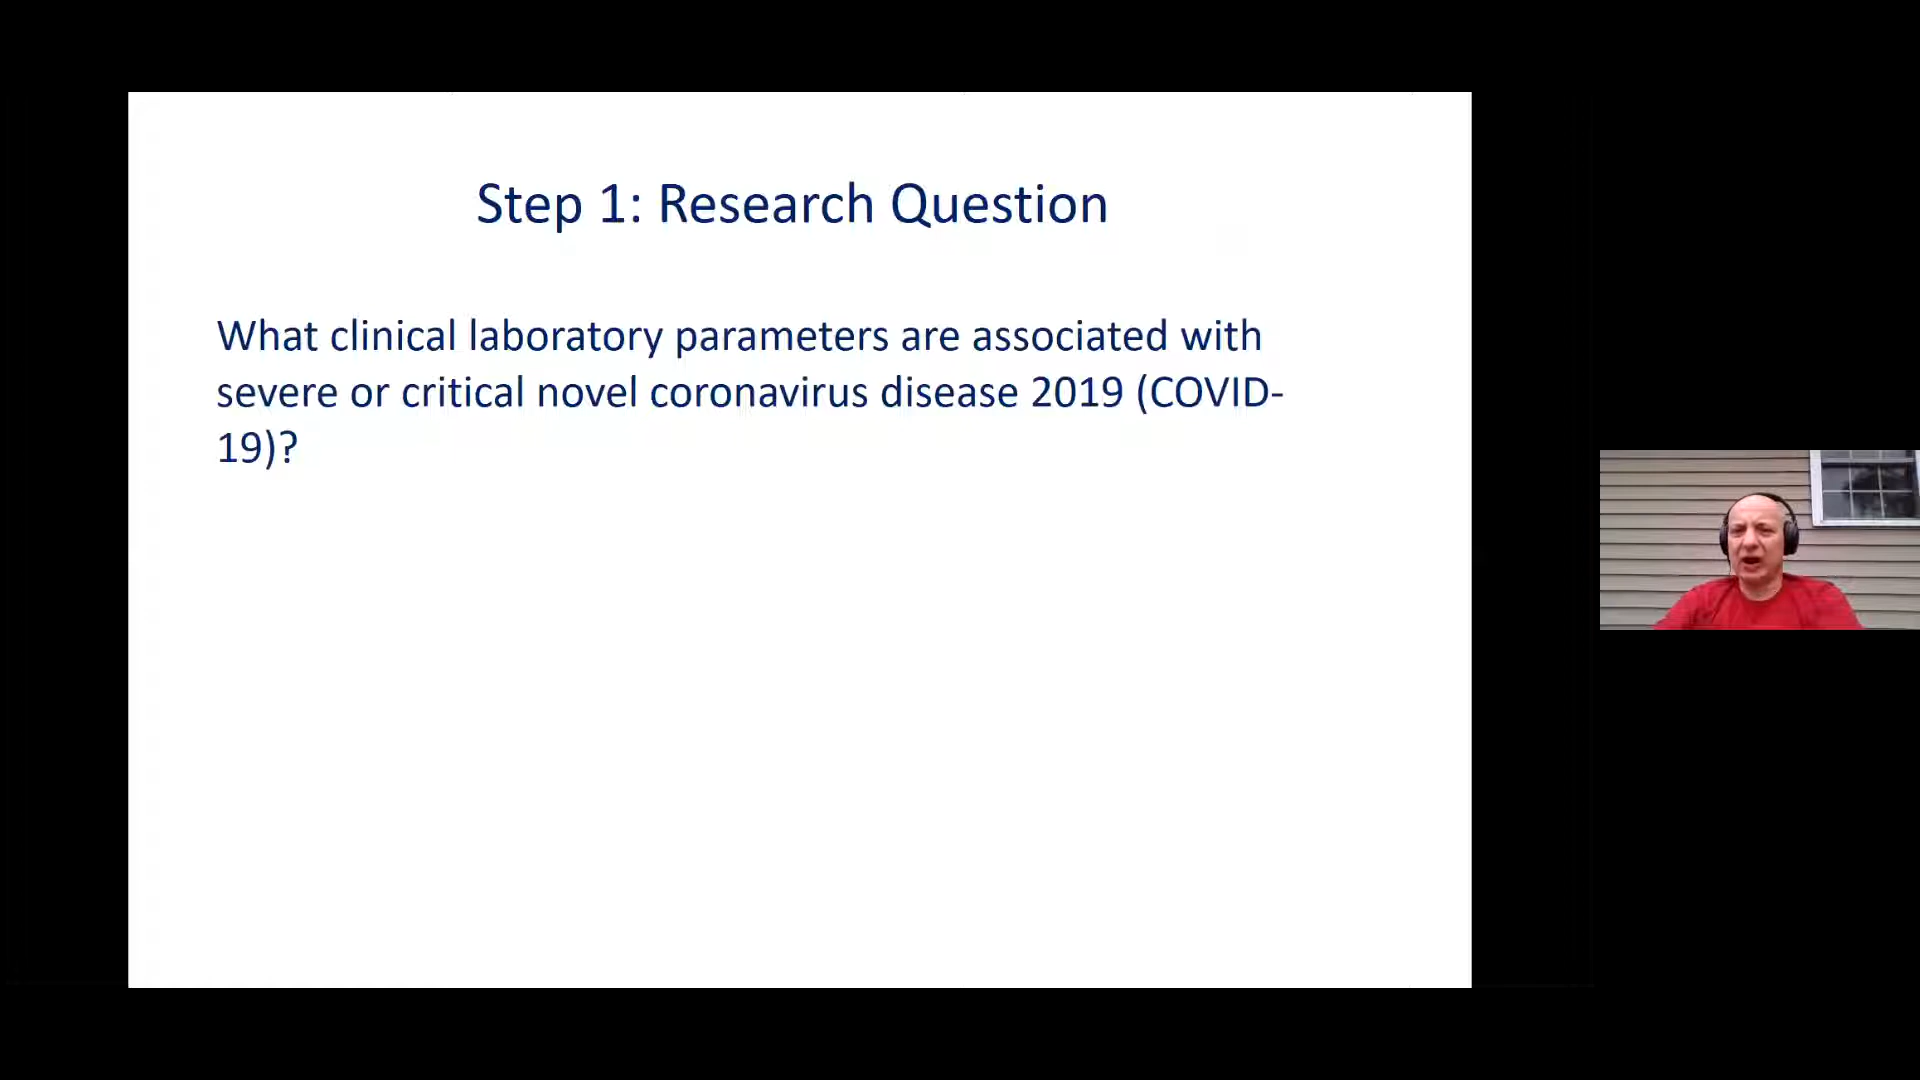 Step 1: Research Question
What clinical laboratory parameters are associated with
severe or critical novel coronavirus disease 2019 (COVID-
19)?